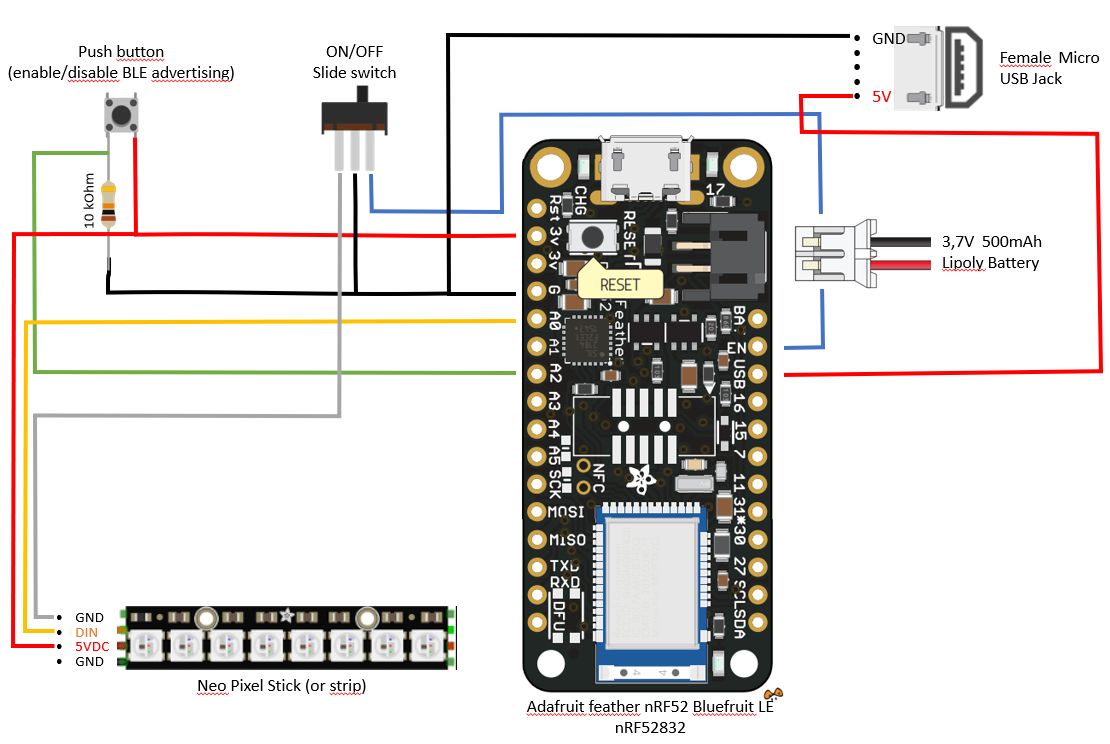 Push button
(enable/disable BLE advertising)
ON/OFF
Slide switch
GND
5V
Female Micro
USB Jack
10 kOhm
3,7V 500mAh
Lipoly Battery
CHG
17
RESET
RESET
Feather
52
Rst
3v
3v
G
A0
A1
A2
A3
A4
A5
SCK
MOSI
MISO
TXD
RXD
DFU
NFC
BA
EN
USB
16
15
7
11
31*
30
27
SCL
SDA
GND
DIN
5VDC
GND
Neo Pixel Stick (or strip)
Adafruit feather nRF52 Bluefruit LE
nRF52832